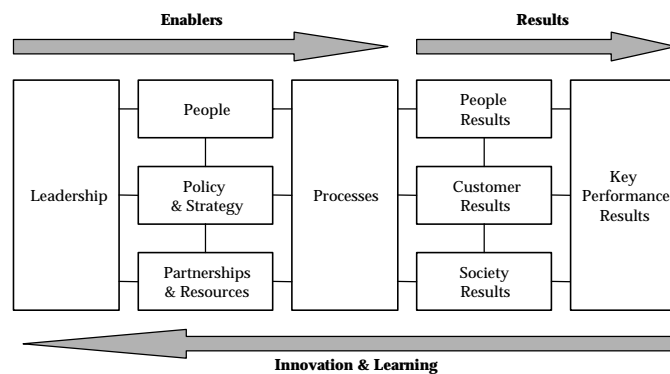 Enablers
Results
Leadership
People
Policy
& Strategy
Partnerships
& Resources
Processes
People
Results
Customer
Results
Society
Results
Key
Performance
Results
Innovation & Learning